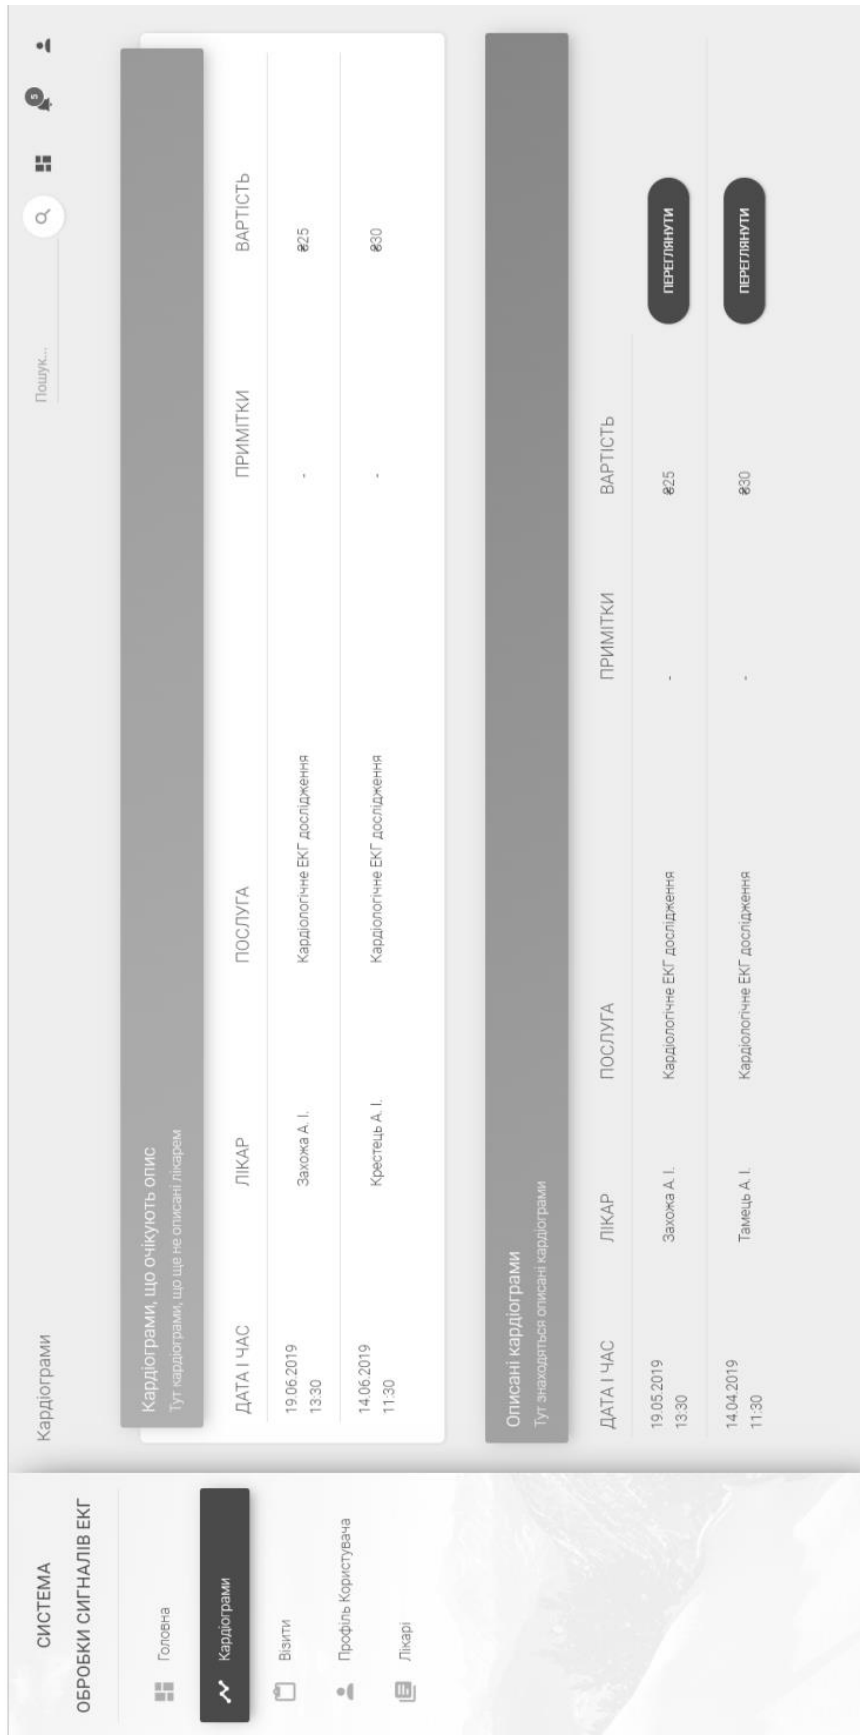 СИСТЕМА
ОБРОБКИ СИГНАЛІВ ЕКГ
Головна
Кардіограми
Візити
Профіль Користувача
Лікарі
Кардіограми
Пошук...
5
Кардіограми, що очікують опис
Тут кардіограми, що ще не описані лікарем
ДАТА І ЧАС ЛІКАР ПОСЛУГА ПРИМІТКИ ВАРТІСТЬ
19.06.2019 Захожа А. І. Кардіологічне ЕКГ дослідження - ₴25
13:30
14.06.2019 Крестець А. І. Кардіологічне ЕКГ дослідження - ₴30
11:30
Описані кардіограми
Тут знаходяться описані кардіограми
ДАТА І ЧАС ЛІКАР ПОСЛУГА ПРИМІТКИ ВАРТІСТЬ
19.05.2019 Захожа А. І. Кардіологічне ЕКГ дослідження - ₴25 ПЕРЕГЛЯНУТИ
13:30
14.04.2019 Тамець А. І. Кардіологічне ЕКГ дослідження - ₴30 ПЕРЕГЛЯНУТИ
11:30